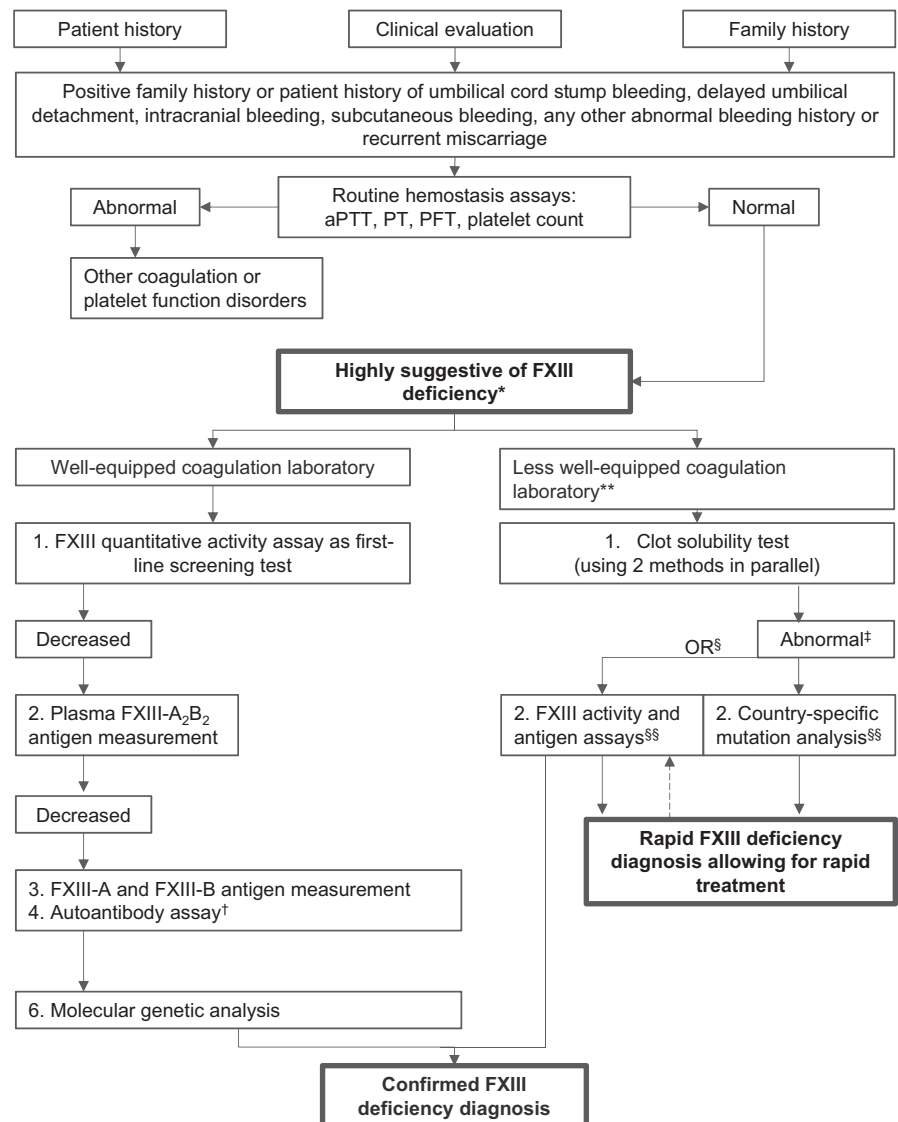 Patient history
Clinical evaluation
Family history
Positive family history or patient history of umbilical cord stump bleeding, delayed umbilical
detachment, intracranial bleeding, subcutaneous bleeding, any other abnormal bleeding history or
recurrent miscarriage
Abnormal
Routine hemostasis assays:
aPTT, PT, PFT, platelet count
Normal
Other coagulation or
platelet function disorders
Highly suggestive of FXIII
deficiency*
Well-equipped coagulation laboratory
1. FXIII quantitative activity assay as first-
line screening test
Decreased
2. Plasma FXIII-A₂B₂
antigen measurement
Decreased
3. FXIII-A and FXIII-B antigen measurement
4. Autoantibody assay†
6. Molecular genetic analysis
Less well-equipped coagulation
laboratory**
1. Clot solubility test
(using 2 methods in parallel)
Abnormal‡
OR§
2. FXIII activity and
antigen assays§§
2. Country-specific
mutation analysis§§
Rapid FXIII deficiency
diagnosis allowing for rapid
treatment
Confirmed FXIII
deficiency diagnosis